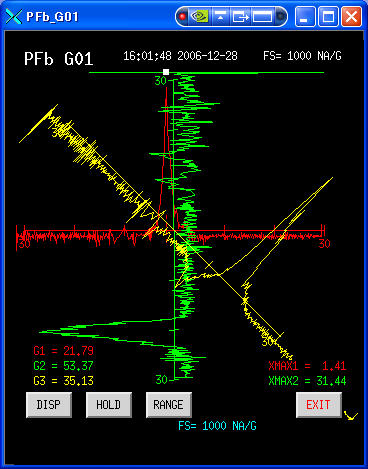 PFb_G01
PFb G01 16;01;48 2006-12-28 FS= 1000 NA/G
30
30
30 30
30
30
G1 = 21.79
G2 = 53.37
G3 = 35.13
XMAX1 = 1.41
XMAX2 = 31.44
DISP HOLD RANGE EXIT
FS= 1000 NA/G